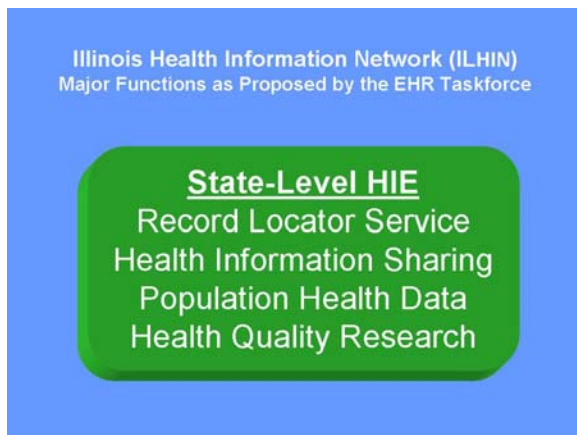 Illinois Health Information Network (ILHIN)
Major Functions as Proposed by the EHR Taskforce
State-Level HIE
Record Locator Service
Health Information Sharing
Population Health Data
Health Quality Research